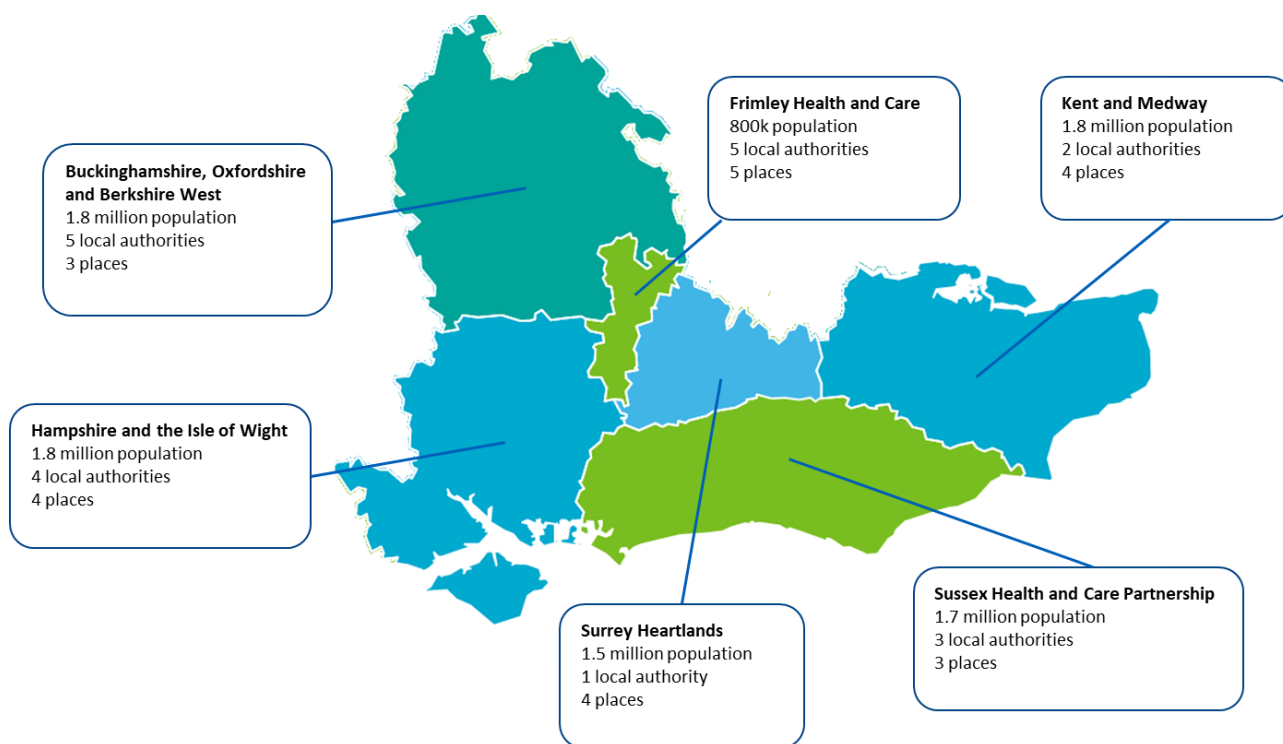 Frimley Health and Care
800k population
5 local authorities
5 places
Kent and Medway
1.8 million population
2 local authorities
4 places
Buckinghamshire, Oxfordshire
and Berkshire West
1.8 million population
5 local authorities
3 places
Hampshire and the Isle of Wight
1.8 million population
4 local authorities
4 places
Surrey Heartlands
1.5 million population
1 local authority
4 places
Sussex Health and Care Partnership
1.7 million population
3 local authorities
3 places